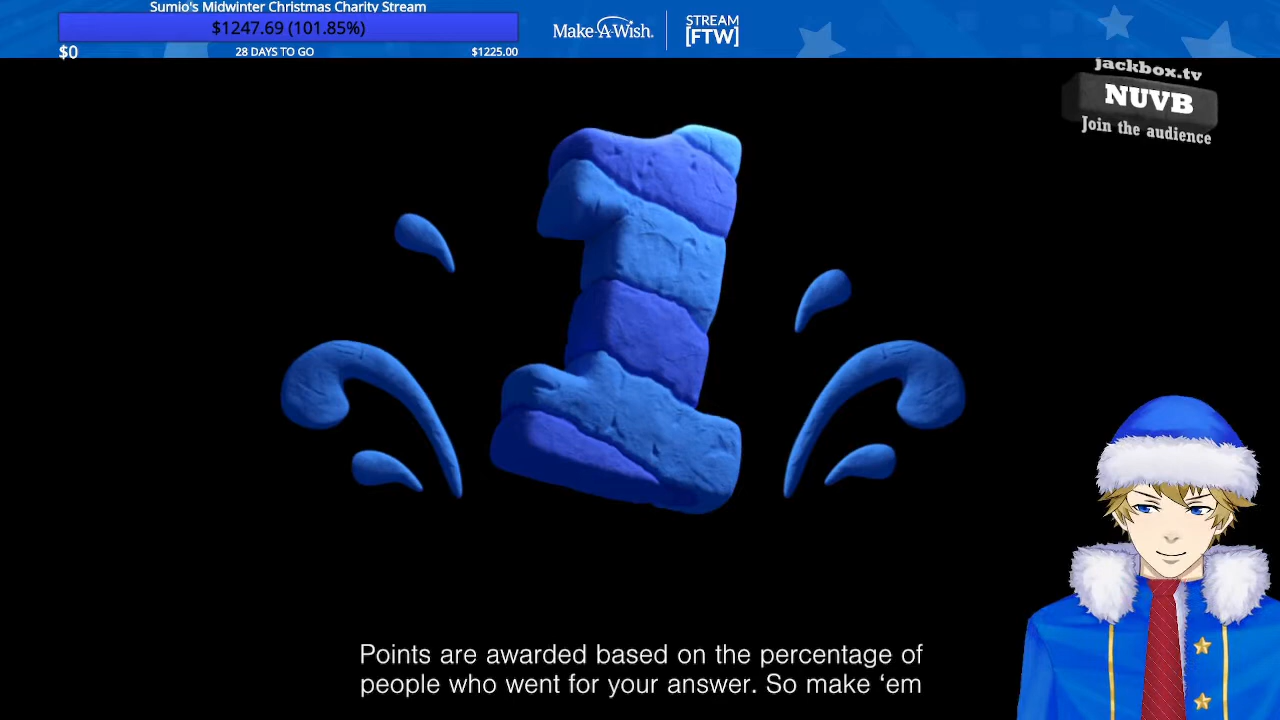 Sumio's Midwinter Christmas Charity Stream
$1247.69 (101.85%)
$0
28 DAYS TO GO
$1225.00
Make-A-Wish.
STREAM
[FTW]
jackbox.tv
NUVB
Join the audience
1
Points are awarded based on the percentage of
people who went for your answer. So make ‘em